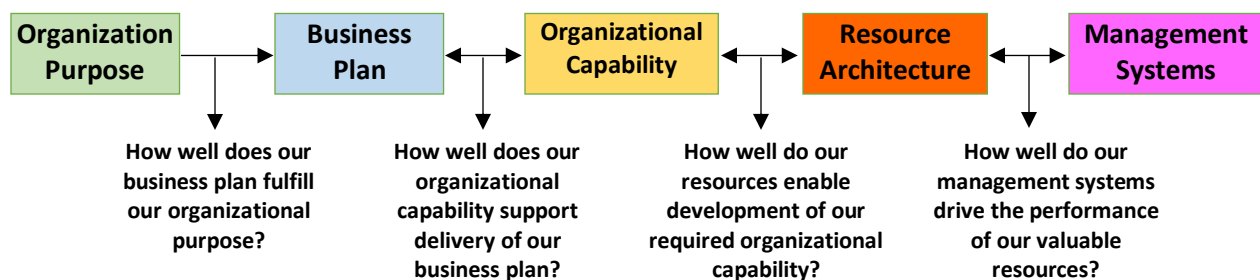 Organization
Purpose
Business
Plan
Organizational
Capability
Resource
Architecture
Management
Systems
How well does our
business plan fulfill
our organizational
purpose?
How well does our
organizational
capability support
delivery of our
business plan?
How well do our
resources enable
development of our
required organizational
capability?
How well do our
management systems
drive the performance
of our valuable
resources?